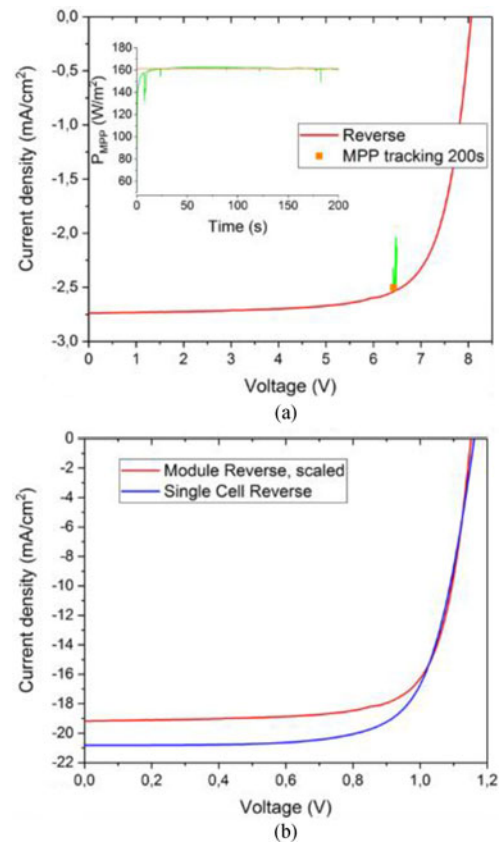 0,0
-0,5
-1,0
-1,5
-2,0
-2,5
-3,0
Current density (mA/cm²)
180
160
140
120
100
80
60
P_MPP (W/m²)
0 50 100 150 200
Time (s)
Reverse
MPP tracking 200s
0 1 2 3 4 5 6 7 8
Voltage (V)
(a)
0
-2
-4
-6
-8
-10
-12
-14
-16
-18
-20
-22
Current density (mA/cm²)
Module Reverse, scaled
Single Cell Reverse
0,0 0,2 0,4 0,6 0,8 1,0 1,2
Voltage (V)
(b)